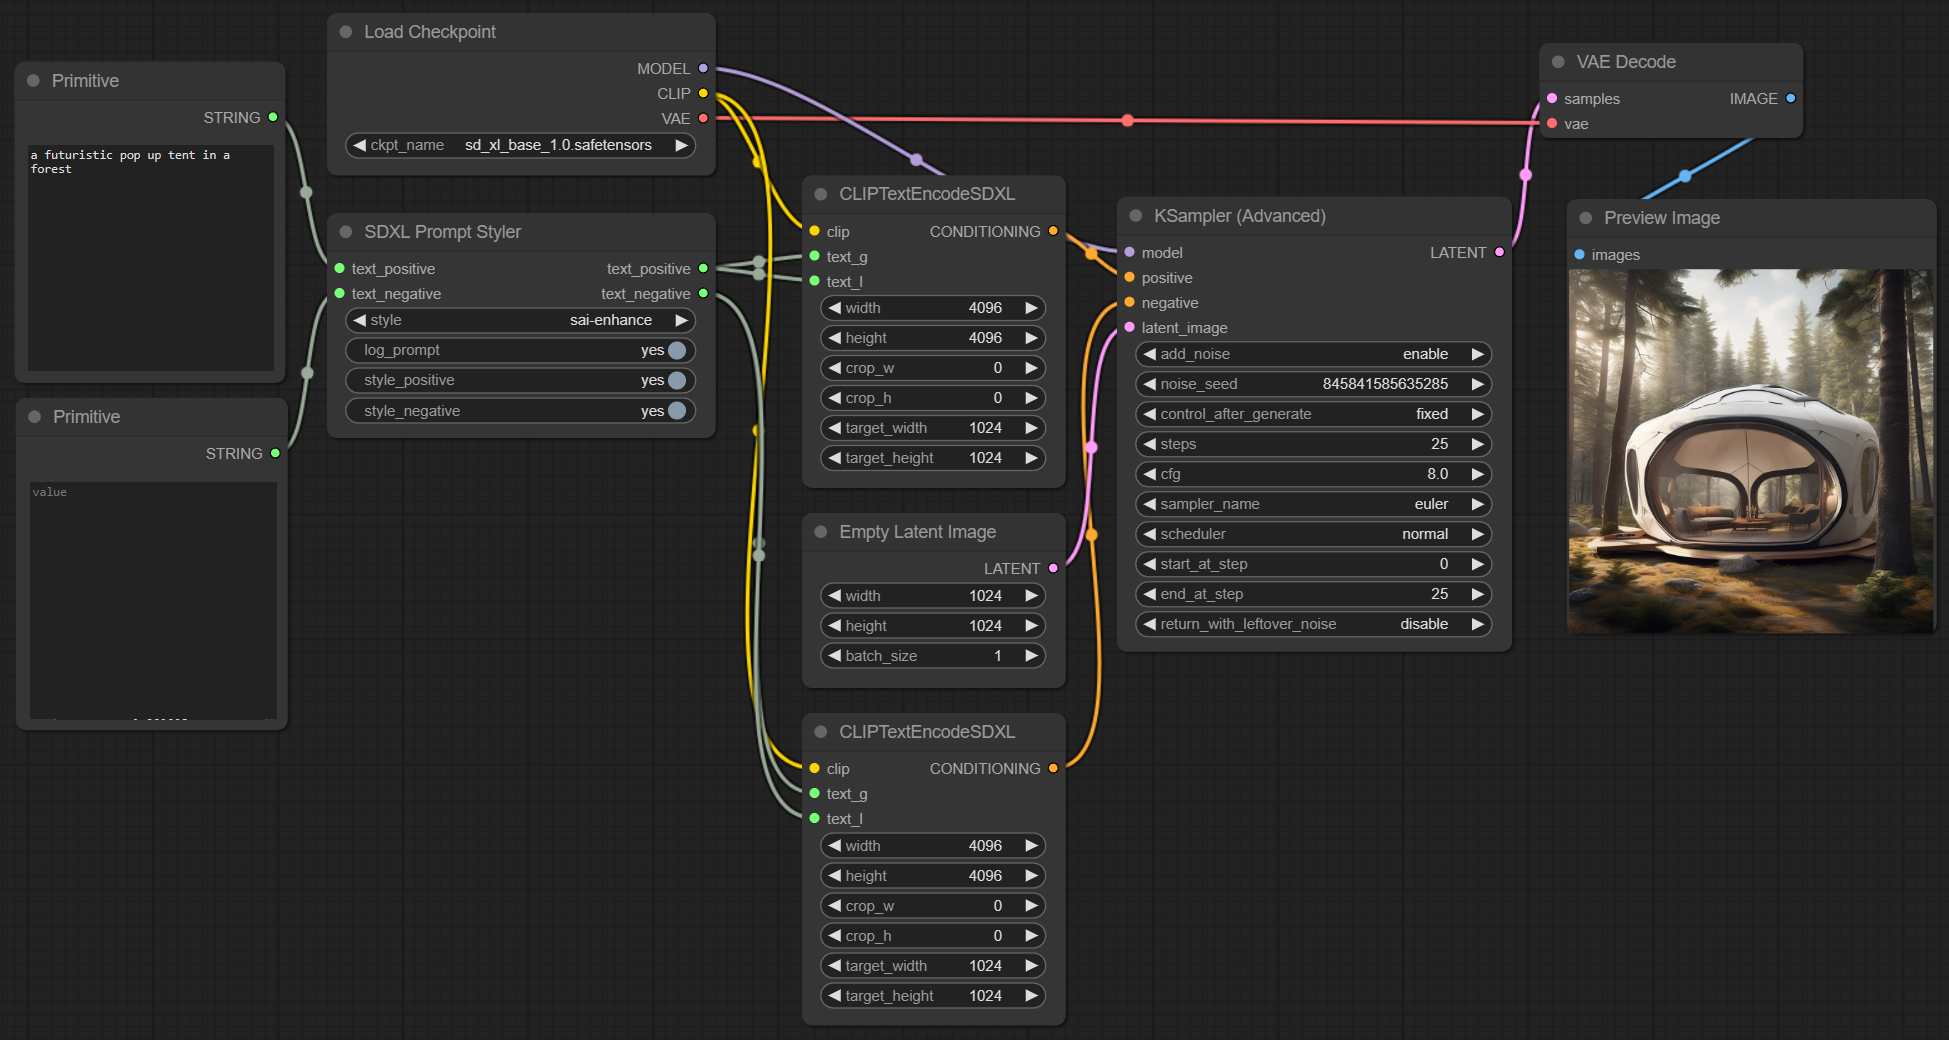 Primitive
STRING
a futuristic pop up tent in a
forest
Primitive
STRING
value
Load Checkpoint
MODEL
CLIP
VAE
ckpt_name sd_xl_base_1.0.safetensors
SDXL Prompt Styler
text_positive text_positive
text_negative text_negative
style sai-enhance
log_prompt yes
style_positive yes
style_negative yes
CLIPTextEncodeSDXL
clip CONDITIONING
text_g
text_l
width 4096
height 4096
crop_w 0
crop_h 0
target_width 1024
target_height 1024
Empty Latent Image
LATENT
width 1024
height 1024
batch_size 1
CLIPTextEncodeSDXL
clip CONDITIONING
text_g
text_l
width 4096
height 4096
crop_w 0
crop_h 0
target_width 1024
target_height 1024
KSampler (Advanced)
model LATENT
positive
negative
latent_image
add_noise enable
noise_seed 845841585635285
control_after_generate fixed
steps 25
cfg 8.0
sampler_name euler
scheduler normal
start_at_step 0
end_at_step 25
return_with_leftover_noise disable
VAE Decode
samples IMAGE
vae
Preview Image
images